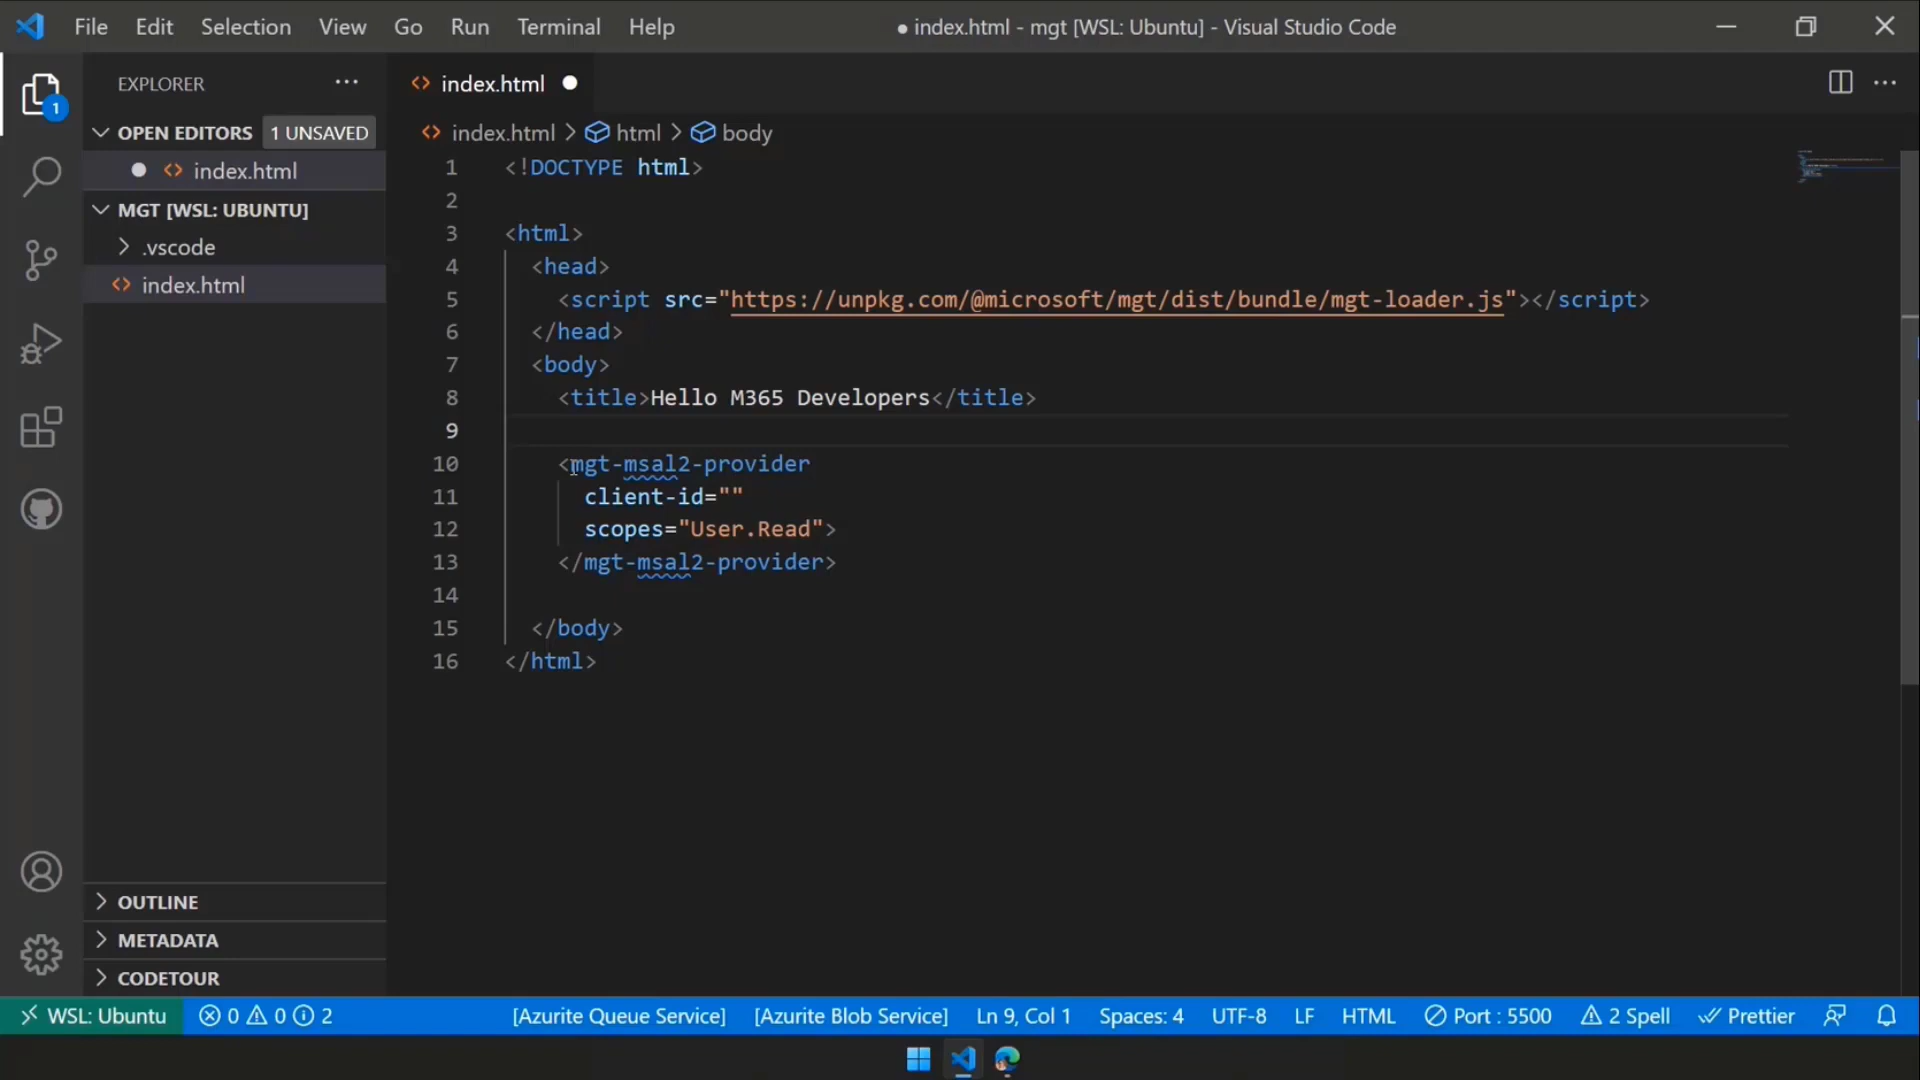 File Edit Selection View Go Run Terminal Help
● index.html - mgt [WSL: Ubuntu] - Visual Studio Code
EXPLORER
index.html
1
OPEN EDITORS 1 UNSAVED
index.html
MGT [WSL: UBUNTU]
.vscode
index.html
OUTLINE
METADATA
CODETOUR
index.html > html > body
1 <!DOCTYPE html>
2
3 <html>
4 <head>
5 <script src="https://unpkg.com/@microsoft/mgt/dist/bundle/mgt-loader.js"></script>
6 </head>
7 <body>
8 <title>Hello M365 Developers</title>
9
10 <mgt-msal2-provider
11 client-id=""
12 scopes="User.Read">
13 </mgt-msal2-provider>
14
15 </body>
16 </html>
WSL: Ubuntu 0 0 2 [Azurite Queue Service] [Azurite Blob Service] Ln 9, Col 1 Spaces: 4 UTF-8 LF HTML Port : 5500 2 Spell Prettier